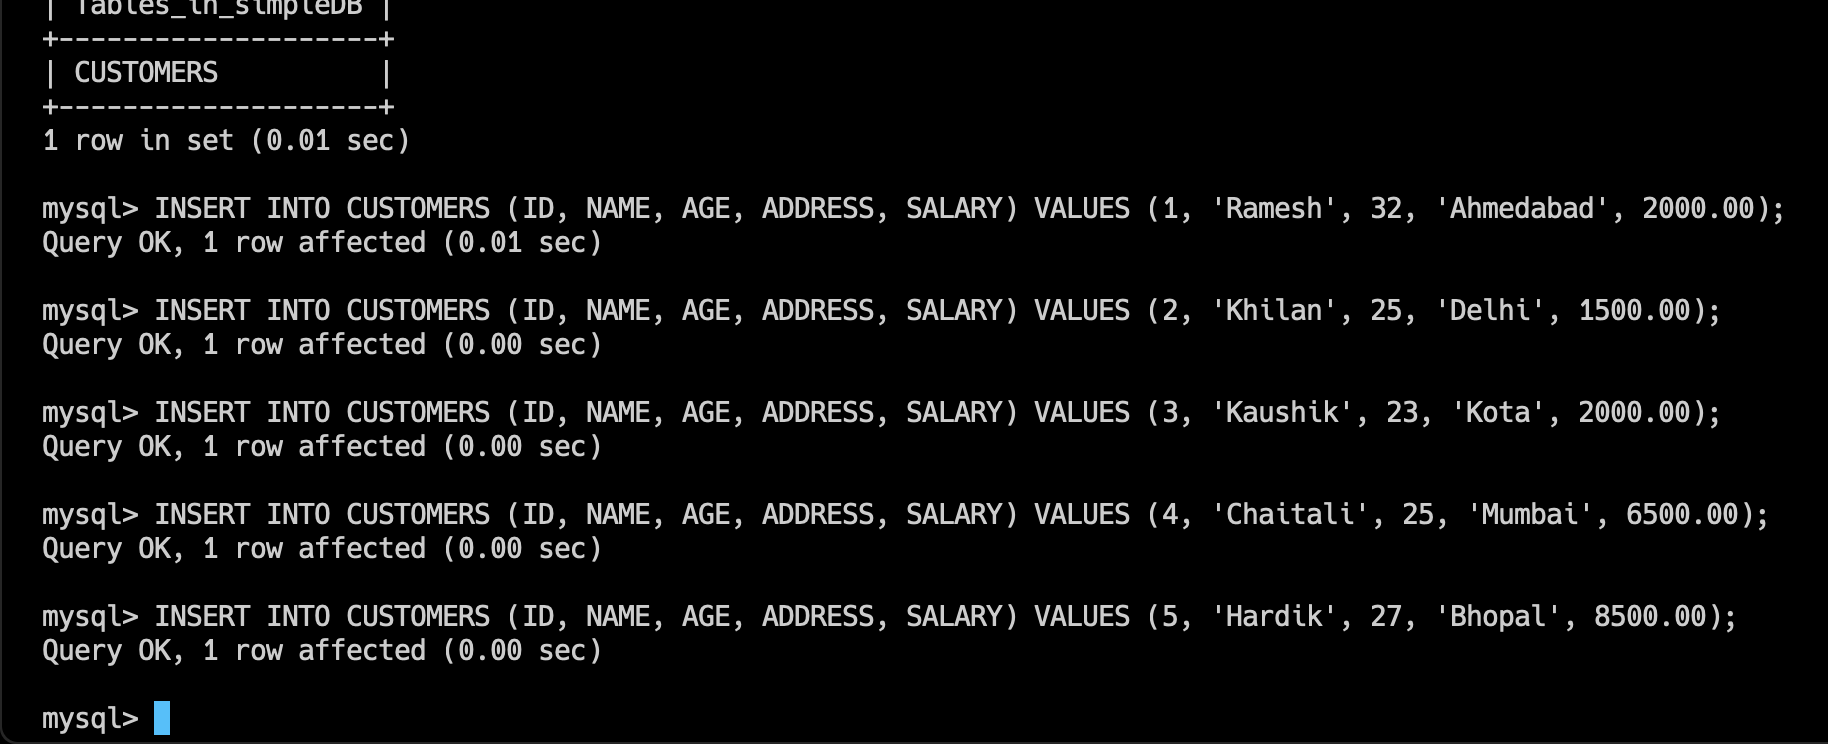 | Tables_in_simpleDB |
+--------------------+
| CUSTOMERS          |
+--------------------+
1 row in set (0.01 sec)

mysql> INSERT INTO CUSTOMERS (ID, NAME, AGE, ADDRESS, SALARY) VALUES (1, 'Ramesh', 32, 'Ahmedabad', 2000.00);
Query OK, 1 row affected (0.01 sec)

mysql> INSERT INTO CUSTOMERS (ID, NAME, AGE, ADDRESS, SALARY) VALUES (2, 'Khilan', 25, 'Delhi', 1500.00);
Query OK, 1 row affected (0.00 sec)

mysql> INSERT INTO CUSTOMERS (ID, NAME, AGE, ADDRESS, SALARY) VALUES (3, 'Kaushik', 23, 'Kota', 2000.00);
Query OK, 1 row affected (0.00 sec)

mysql> INSERT INTO CUSTOMERS (ID, NAME, AGE, ADDRESS, SALARY) VALUES (4, 'Chaitali', 25, 'Mumbai', 6500.00);
Query OK, 1 row affected (0.00 sec)

mysql> INSERT INTO CUSTOMERS (ID, NAME, AGE, ADDRESS, SALARY) VALUES (5, 'Hardik', 27, 'Bhopal', 8500.00);
Query OK, 1 row affected (0.00 sec)

mysql>